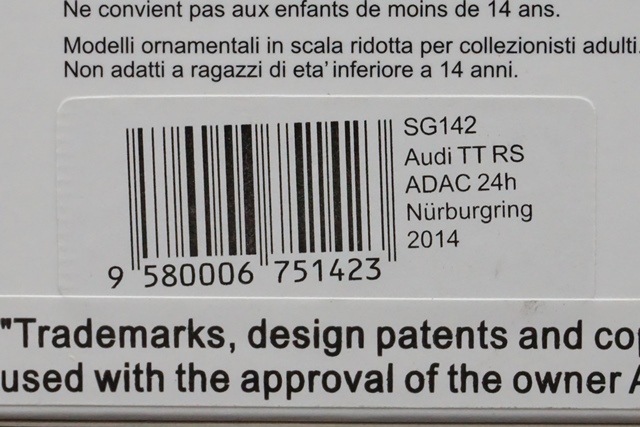 Ne convient pas aux enfants de moins de 14 ans.
Modelli ornamentali in scala ridotta per collezionisti adulti.
Non adatti a ragazzi di eta' inferiore a 14 anni.
SG142
Audi TT RS
ADAC 24h
Nürburgring
2014
9 580006 751423
"Trademarks, design patents and cop
used with the approval of the owner A